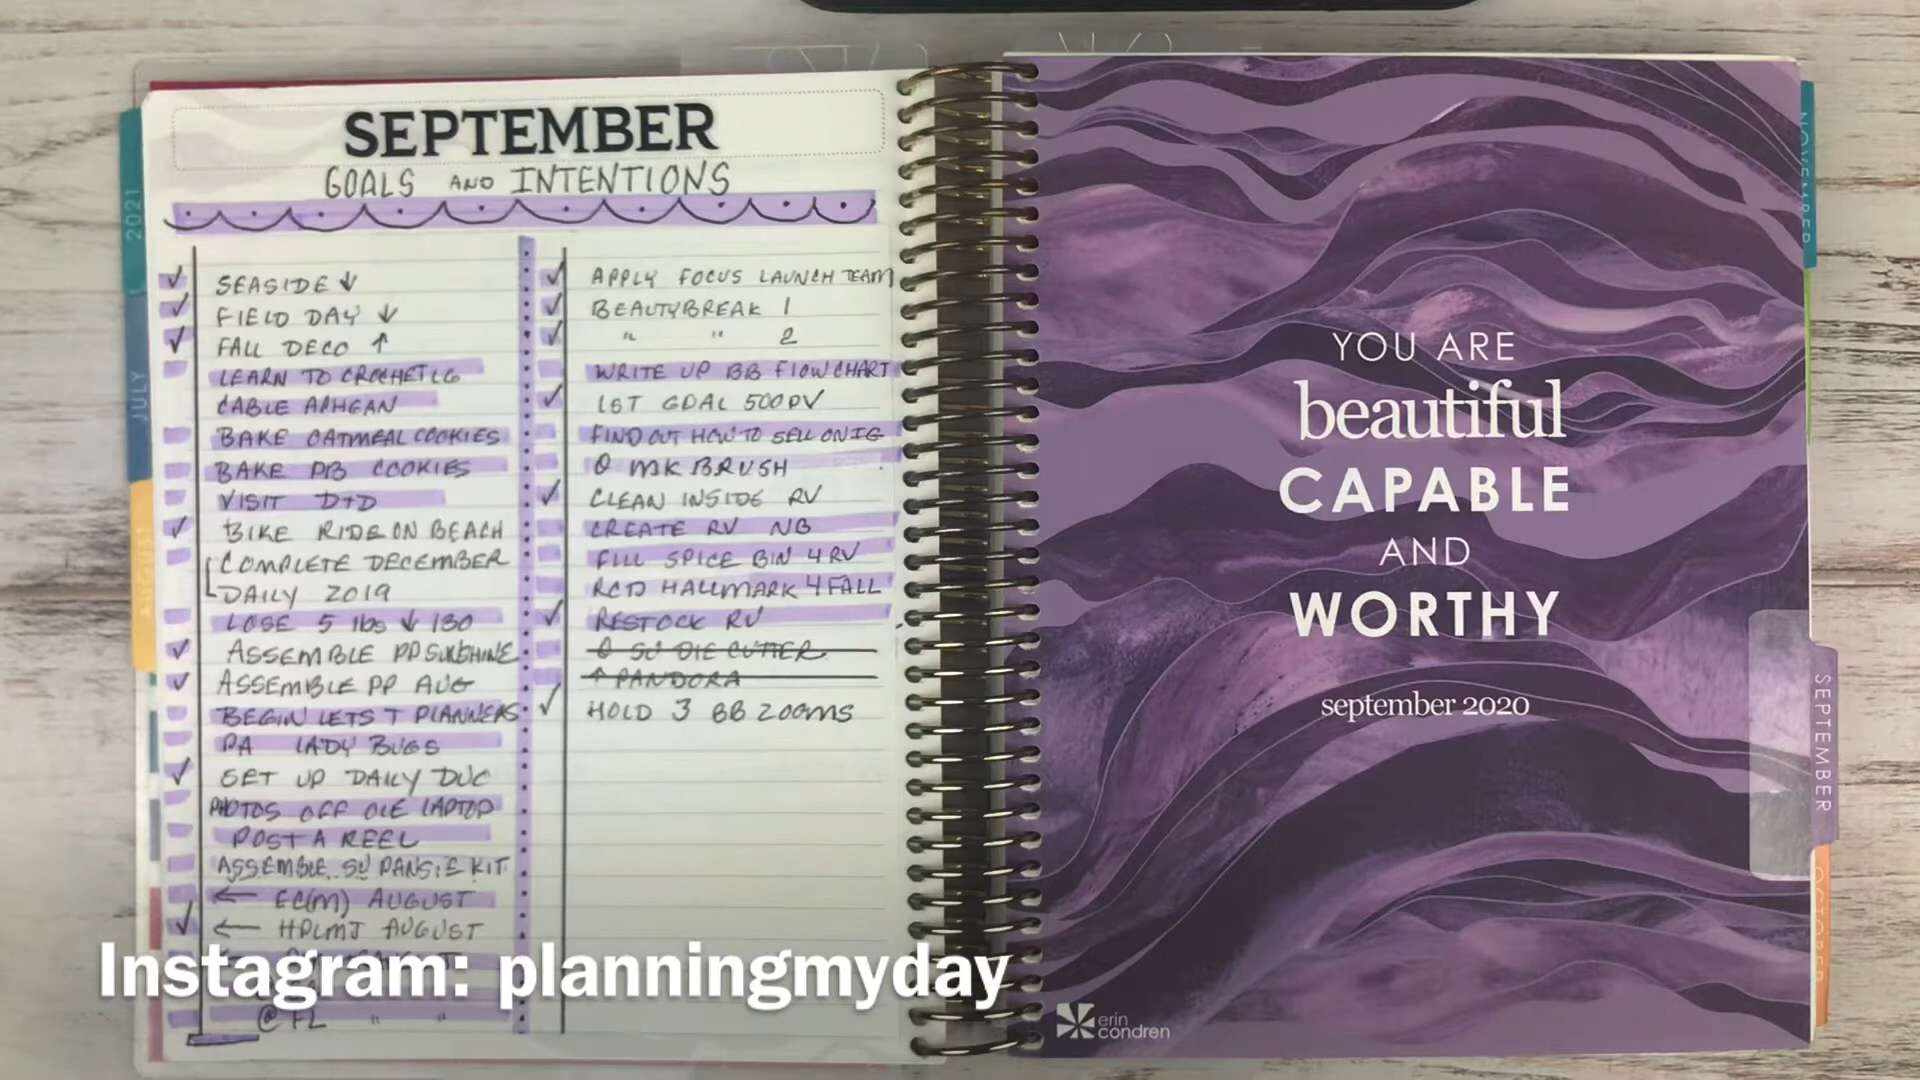 SEPTEMBER
GOALS AND INTENTIONS
SEASIDE ↓
FIELD DAY ↓
FALL DECO ↑
LEARN TO CROCHET LG
CABLE APHGAN
BAKE OATMEAL COOKIES
BAKE PB COOKIES
VISIT D+D
BIKE RIDE ON BEACH
COMPLETE DECEMBER
DAILY 2019
LOSE 5 lbs ↓ 130
ASSEMBLE PP SUNSHINE
ASSEMBLE PP AUG
BEGIN LETS T PLANNERS
PA LADY BUGS
SET UP DAILY DUO
PHOTOS OFF OLE LAPTOP
POST A REEL
ASSEMBLE SU PANSIE KIT
← EC(M) AUGUST
← HPLMJ AUGUST
@ FL " "
APPLY FOCUS LAUNCH TEAM
BEAUTYBREAK 1
" " 2
WRITE UP BB FLOWCHART
1ST GOAL 500PV
FIND OUT HOW TO SELL ON IG
O MK BRUSH
CLEAN INSIDE RV
CREATE RV NB
FILL SPICE BIN 4 RV
RCD HALLMARK 4 FALL
RESTOCK RV
O SU DIE CUTTER
↑ PANDORA
HOLD 3 BB ZOOMS
Instagram: planningmyday
YOU ARE
beautiful
CAPABLE
AND
WORTHY
september 2020
erin
condren
2021
JULY
AUGUST
NOVEMBER
SEPTEMBER
OCTOBER